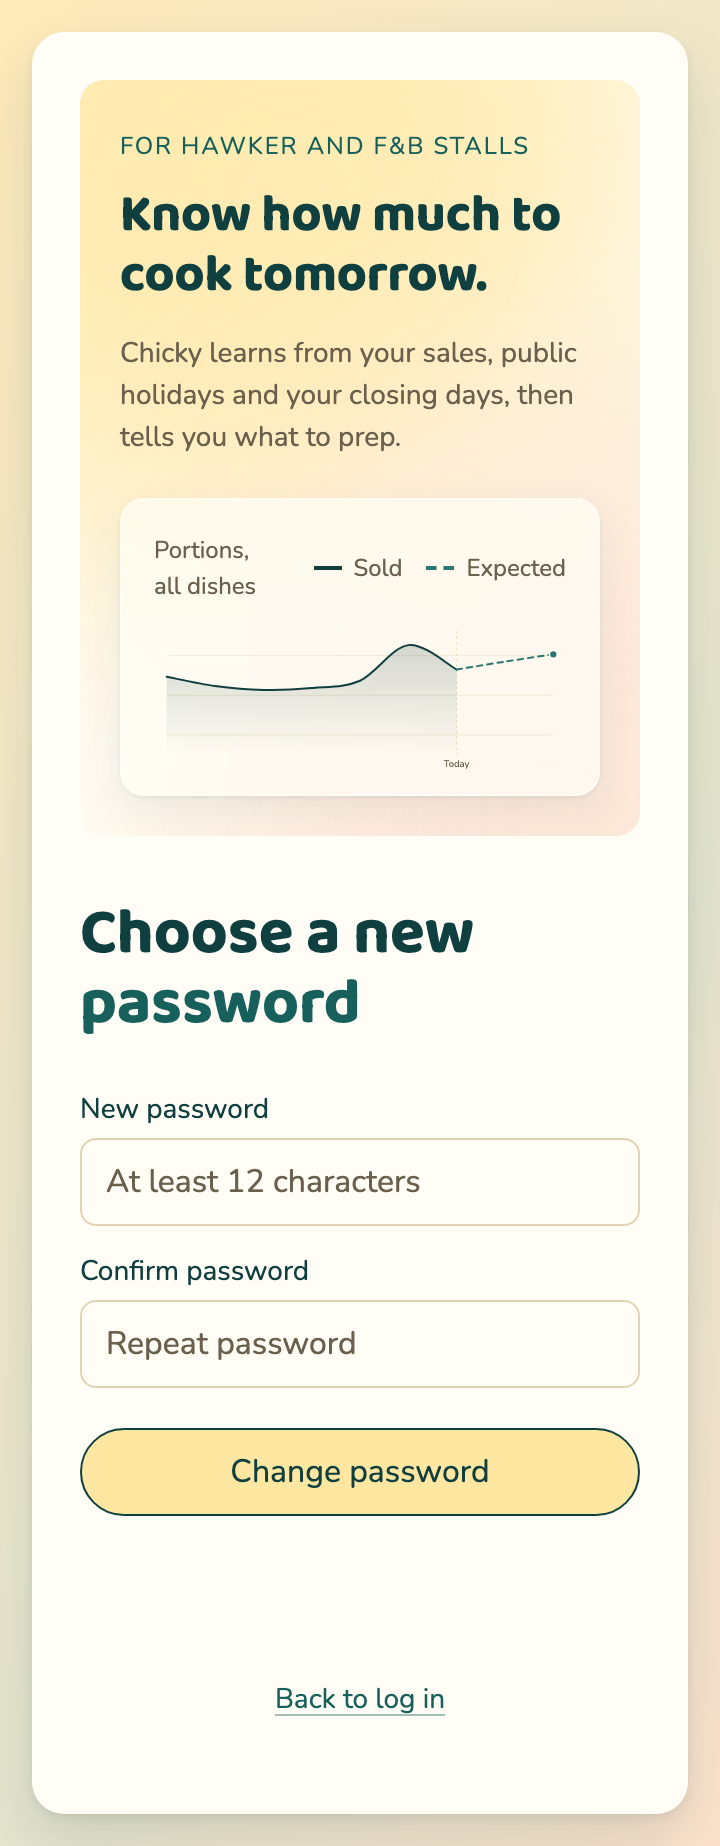 FOR HAWKER AND F&B STALLS
Know how much to
cook tomorrow.
Chicky learns from your sales, public
holidays and your closing days, then
tells you what to prep.
Portions,
all dishes
Sold
Expected
Today
Choose a new
password
New password
At least 12 characters
Confirm password
Repeat password
Change password
Back to log in